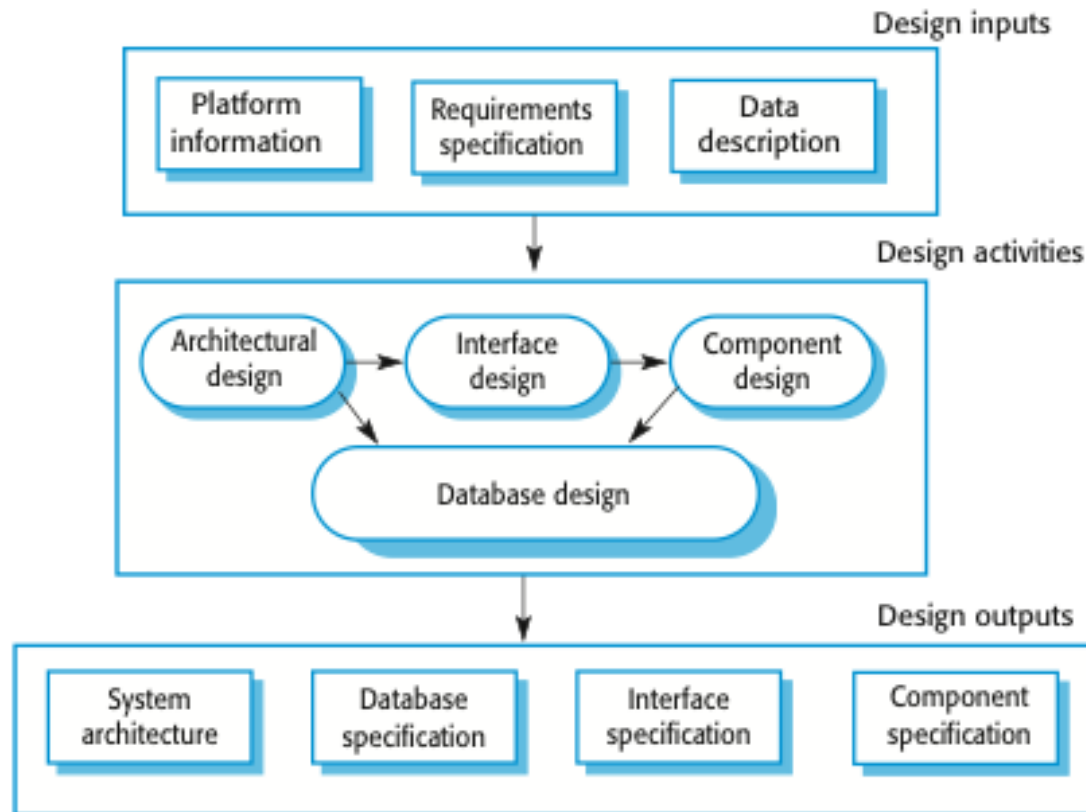 Design inputs
Platform
information
Requirements
specification
Data
description
Design activities
Architectural
design
Interface
design
Component
design
Database design
Design outputs
System
architecture
Database
specification
Interface
specification
Component
specification